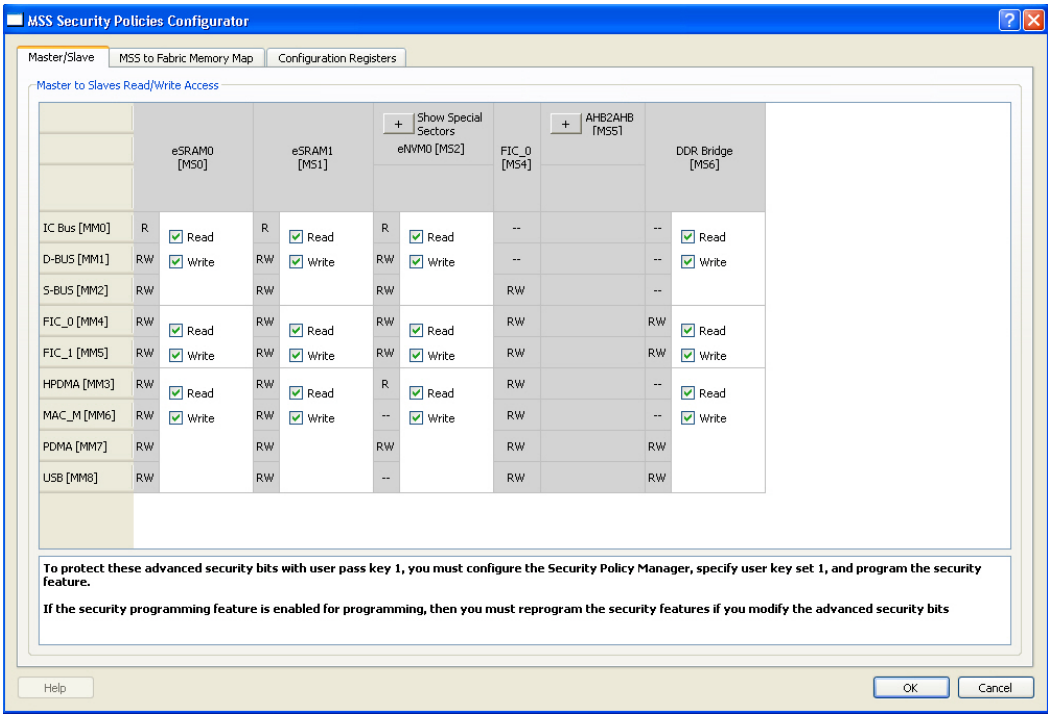 MSS Security Policies Configurator
Master/Slave MSS to Fabric Memory Map Configuration Registers
Master to Slaves Read/Write Access
+ Show Special + AHB2AHB
Sectors [MS5]
eSRAM0 eSRAM1 eNVM0 [MS2] FIC_0 DDR Bridge
[MS0] [MS1] [MS4] [MS6]
IC Bus [MM0] R Read R Read R Read -- -- Read
D-BUS [MM1] RW Write RW Write RW Write -- -- Write
S-BUS [MM2] RW RW RW RW --
FIC_0 [MM4] RW Read RW Read RW Read RW RW Read
FIC_1 [MM5] RW Write RW Write RW Write RW RW Write
HPDMA [MM3] RW Read RW Read R Read RW -- Read
MAC_M [MM6] RW Write RW Write -- Write RW -- Write
PDMA [MM7] RW RW RW RW RW
USB [MM8] RW RW -- RW RW
To protect these advanced security bits with user pass key 1, you must configure the Security Policy Manager, specify user key set 1, and program the security
feature.
If the security programming feature is enabled for programming, then you must reprogram the security features if you modify the advanced security bits
Help OK Cancel